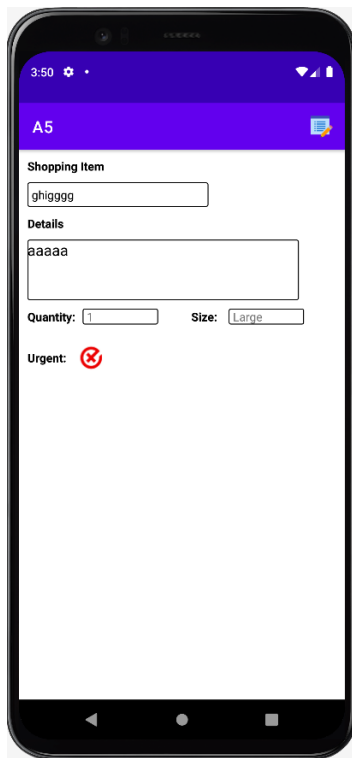 3:50
A5
Shopping Item
ghigggg
Details
aaaaa
Quantity: 1 Size: Large
Urgent: